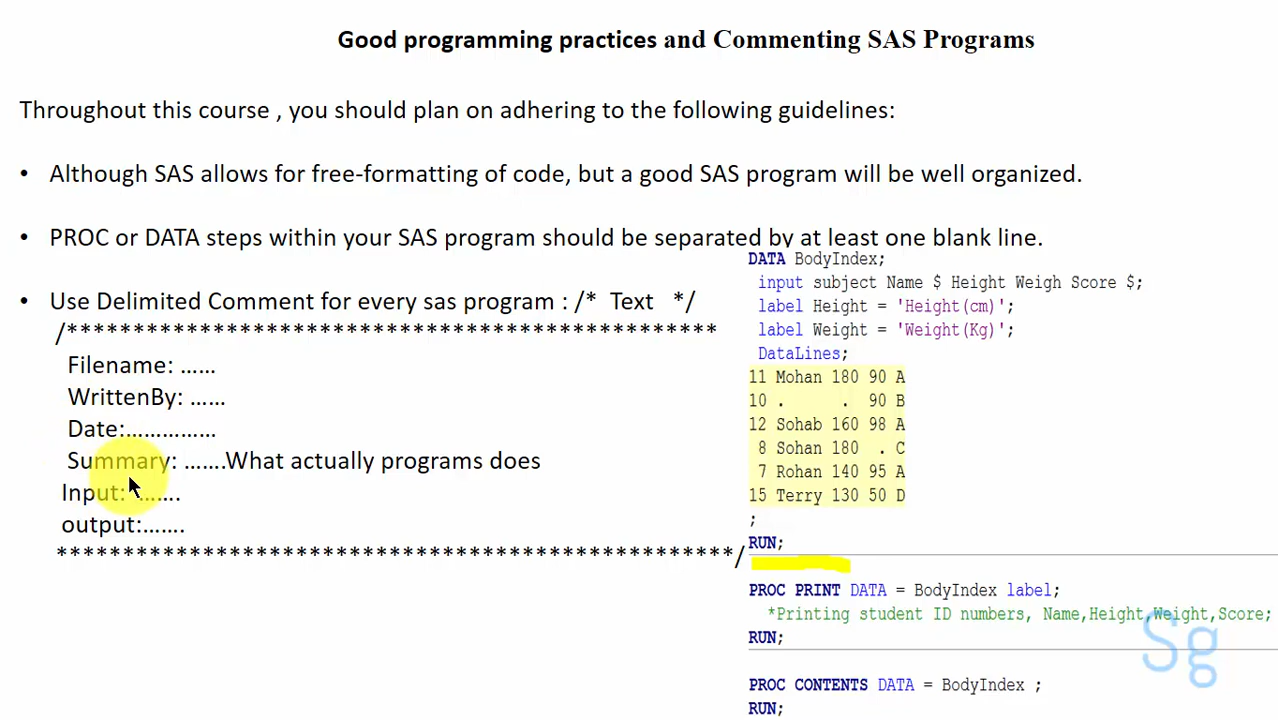 Good programming practices and Commenting SAS Programs
Throughout this course , you should plan on adhering to the following guidelines:
• Although SAS allows for free-formatting of code, but a good SAS program will be well organized.
• PROC or DATA steps within your SAS program should be separated by at least one blank line.
• Use Delimited Comment for every sas program : /* Text */
/**************************************************
Filename: ......
WrittenBy: ......
Date:...............
Summary: .......What actually programs does
Input: .......
output:.......
****************************************************/
DATA BodyIndex;
input subject Name $ Height Weigh Score $;
label Height = 'Height(cm)';
label Weight = 'Weight(Kg)';
DataLines;
11 Mohan 180 90 A
10 . . 90 B
12 Sohab 160 98 A
8 Sohan 180 . C
7 Rohan 140 95 A
15 Terry 130 50 D
;
RUN;
PROC PRINT DATA = BodyIndex label;
*Printing student ID numbers, Name,Height,Weight,Score;
RUN;
PROC CONTENTS DATA = BodyIndex ;
RUN;
Sg